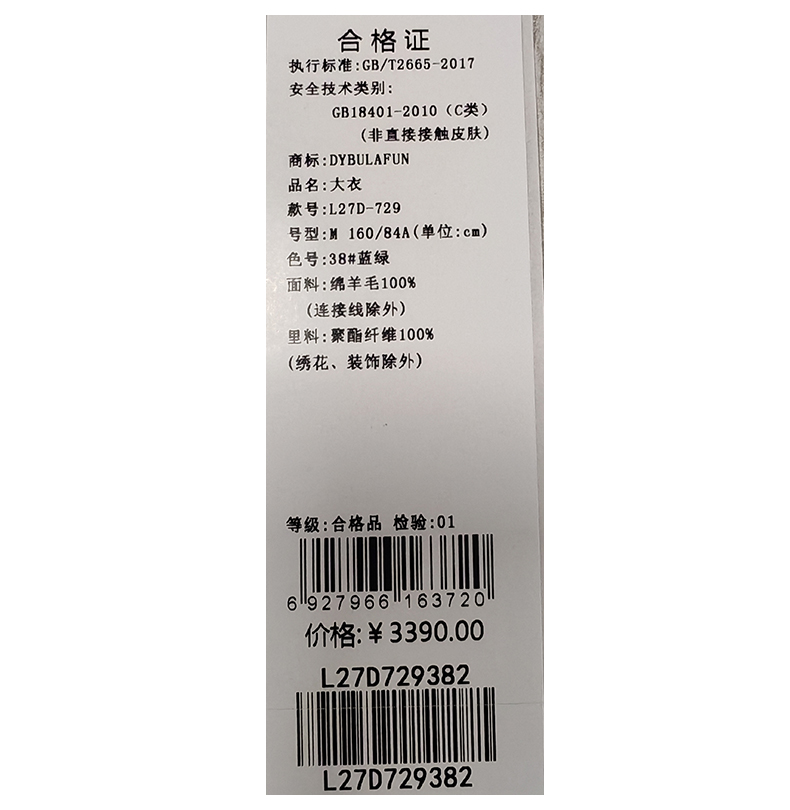 合格证
执行标准:GB/T2665-2017
安全技术类别:
GB18401-2010（C类）
(非直接接触皮肤)
商标:DYBULAFUN
品名:大衣
款号:L27D-729
号型:M 160/84A(单位:cm)
色号:38#蓝绿
面料:绵羊毛100%
(连接线除外)
里料:聚酯纤维100%
(绣花、装饰除外)
等级:合格品 检验:01
6 927966 163720
价格:¥3390.00
L27D729382
L27D729382